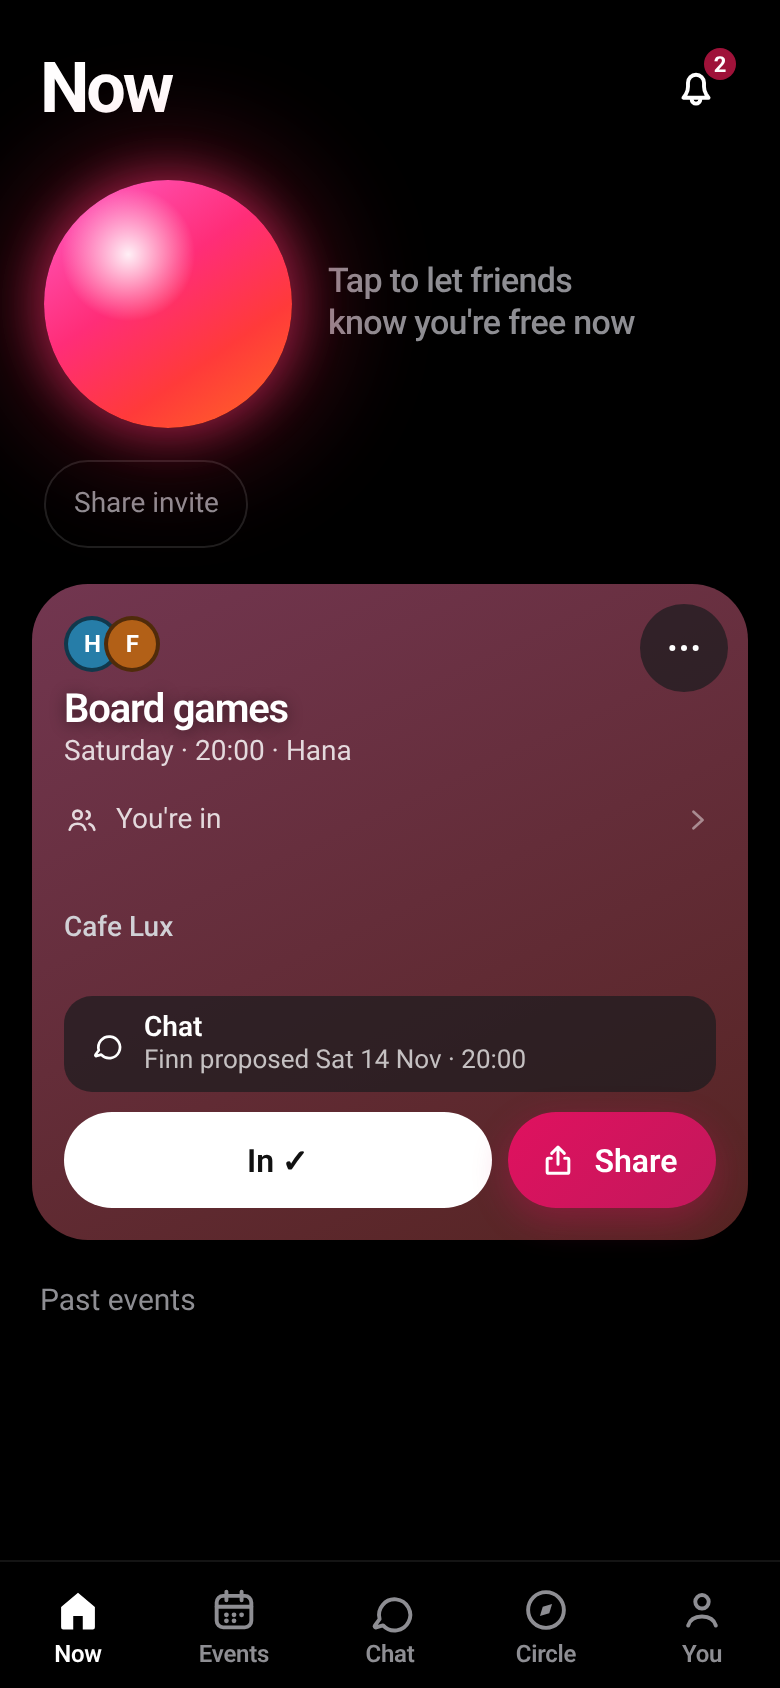 Now
2
Tap to let friends
know you're free now
Share invite
H F
Board games
Saturday · 20:00 · Hana
You're in
Cafe Lux
Chat
Finn proposed Sat 14 Nov · 20:00
In ✓
Share
Past events
Now
Events
Chat
Circle
You